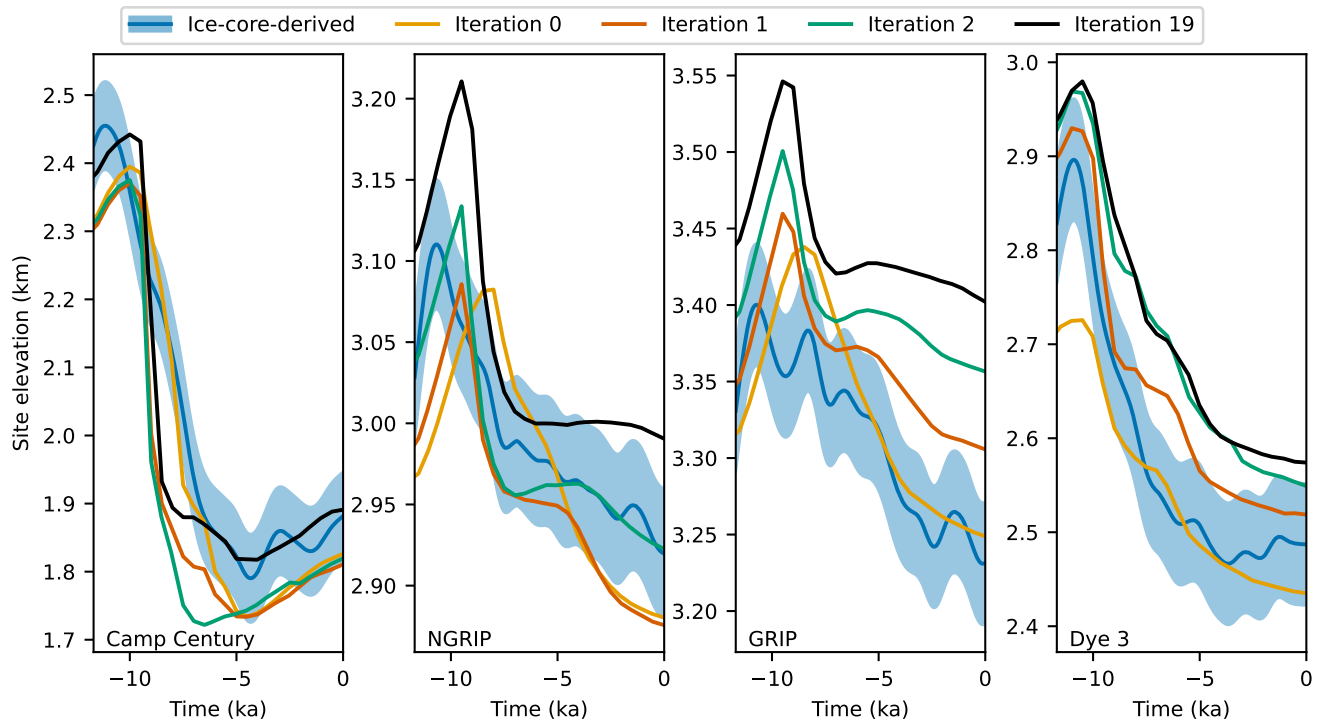 Ice-core-derived Iteration 0 Iteration 1 Iteration 2 Iteration 19
Site elevation (km)
2.5
2.4
2.3
2.2
2.1
2.0
1.9
1.8
1.7
Camp Century
−10 −5 0
Time (ka)
3.20
3.15
3.10
3.05
3.00
2.95
2.90
NGRIP
−10 −5 0
Time (ka)
3.55
3.50
3.45
3.40
3.35
3.30
3.25
3.20
GRIP
−10 −5 0
Time (ka)
3.0
2.9
2.8
2.7
2.6
2.5
2.4
Dye 3
−10 −5 0
Time (ka)